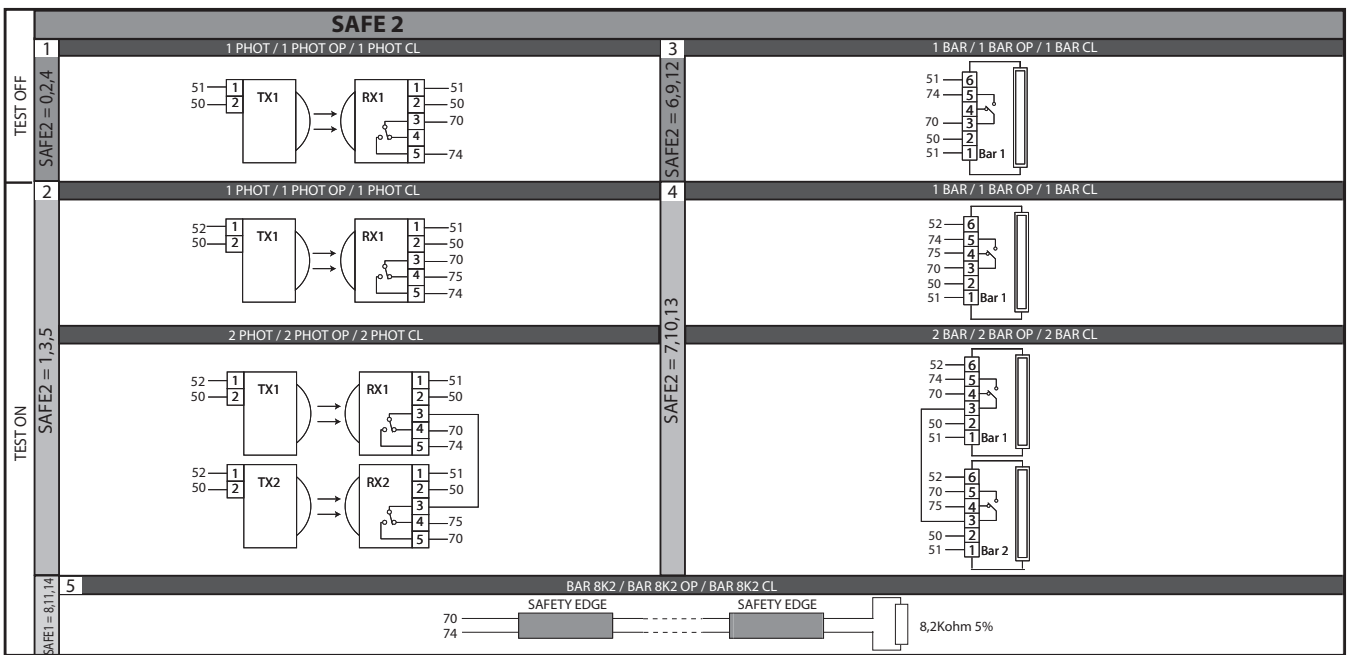 SAFE 2
TEST OFF
1
1 PHOT / 1 PHOT OP / 1 PHOT CL
SAFE2 = 0,2,4
51 1 TX1 RX1 1 51
50 2 2 50
3 70
4
5 74
3
1 BAR / 1 BAR OP / 1 BAR CL
SAFE2 = 6,9,12
51 6
74 5
4
70 3
50 2
51 1 Bar 1
TEST ON
2
1 PHOT / 1 PHOT OP / 1 PHOT CL
SAFE2 = 1,3,5
52 1 TX1 RX1 1 51
50 2 2 50
3 70
4 75
5 74
2 PHOT / 2 PHOT OP / 2 PHOT CL
52 1 TX1 RX1 1 51
50 2 2 50
3
4 70
5 74
52 1 TX2 RX2 1 51
50 2 2 50
3
4 75
5 70
4
1 BAR / 1 BAR OP / 1 BAR CL
SAFE2 = 7,10,13
52 6
74 5
75 4
70 3
50 2
51 1 Bar 1
2 BAR / 2 BAR OP / 2 BAR CL
52 6
74 5
70 4
3
50 2
51 1 Bar 1
52 6
70 5
75 4
3
50 2
51 1 Bar 2
SAFE1 = 8,11,14
5
BAR 8K2 / BAR 8K2 OP / BAR 8K2 CL
SAFETY EDGE SAFETY EDGE
70
74
8,2Kohm 5%